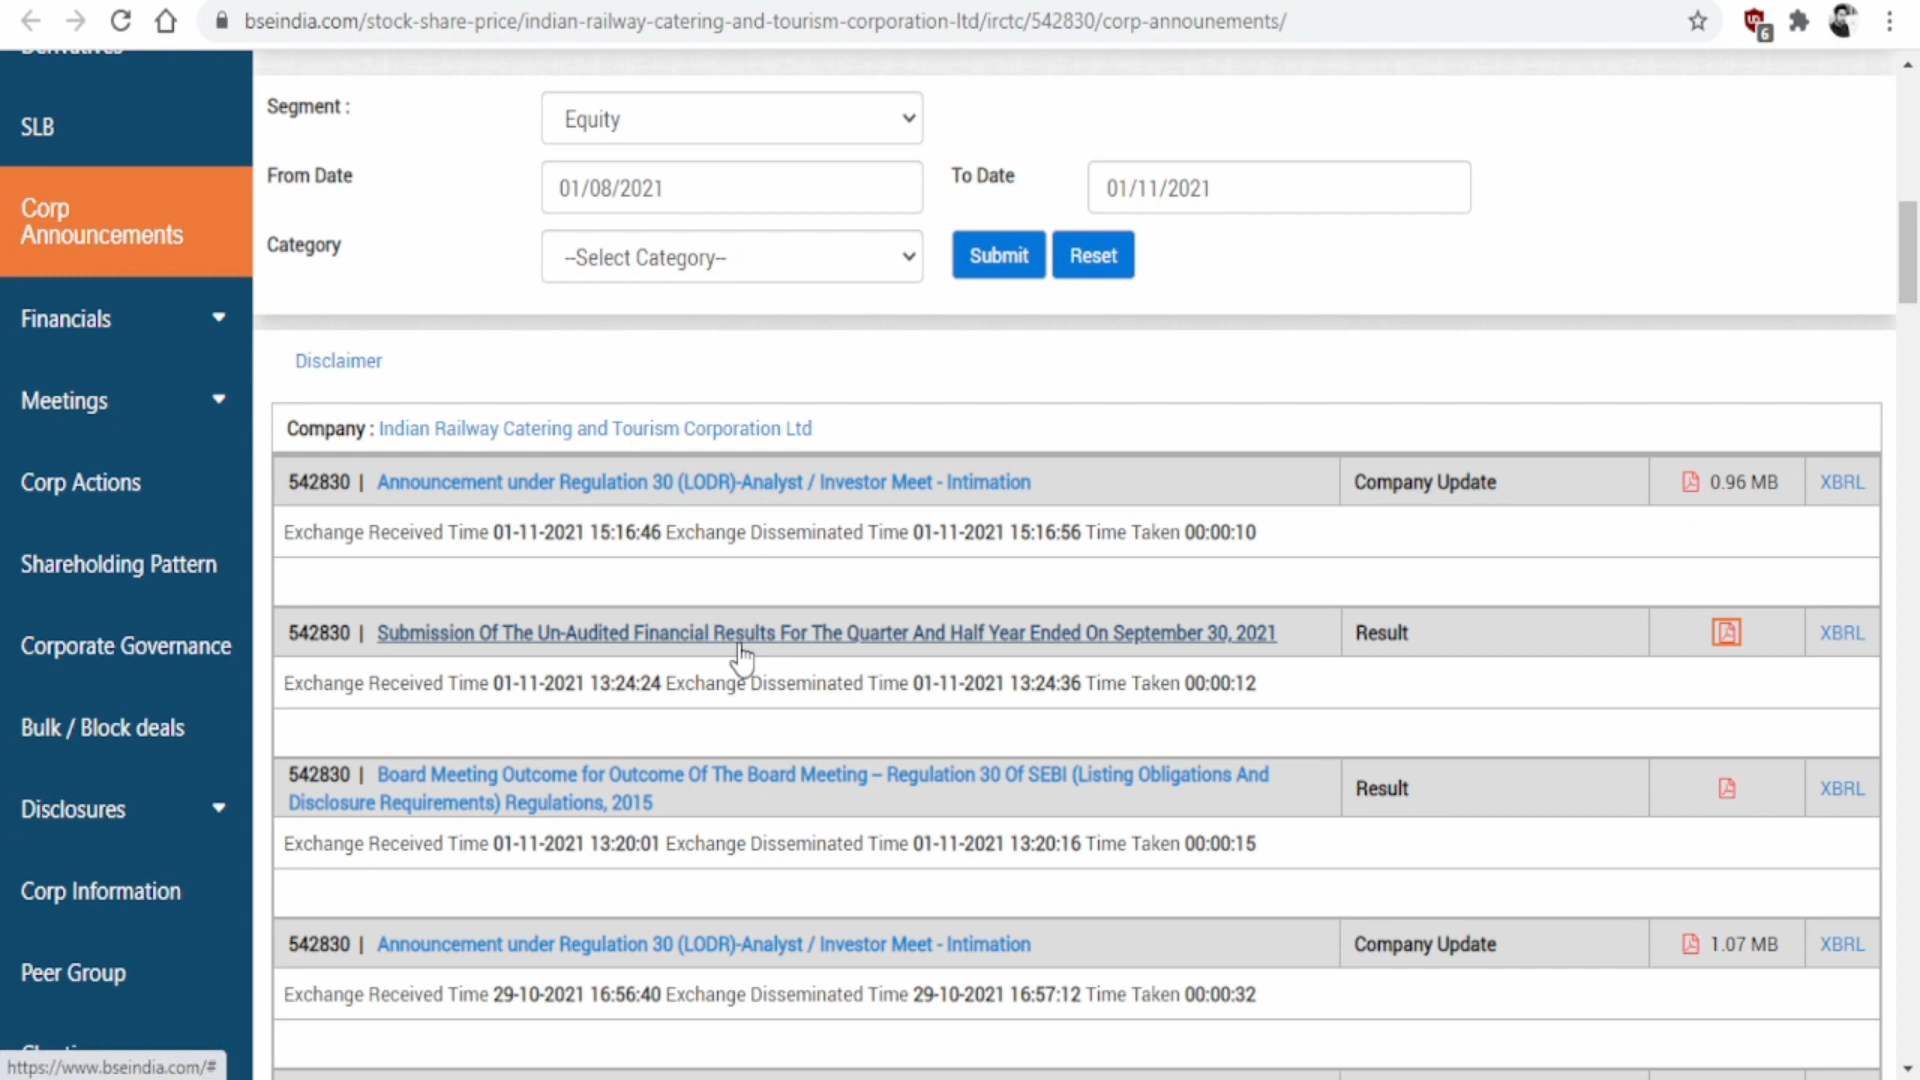 bseindia.com/stock-share-price/indian-railway-catering-and-tourism-corporation-ltd/irctc/542830/corp-announements/
6
Derivatives
SLB
Corp
Announcements
Financials
Meetings
Corp Actions
Shareholding Pattern
Corporate Governance
Bulk / Block deals
Disclosures
Corp Information
Peer Group
https://www.bseindia.com/#
Segment :
Equity
From Date
01/08/2021
To Date
01/11/2021
Category
--Select Category--
Submit
Reset
Disclaimer
Company : Indian Railway Catering and Tourism Corporation Ltd
542830 | Announcement under Regulation 30 (LODR)-Analyst / Investor Meet - Intimation Company Update 0.96 MB XBRL
Exchange Received Time 01-11-2021 15:16:46 Exchange Disseminated Time 01-11-2021 15:16:56 Time Taken 00:00:10
542830 | Submission Of The Un-Audited Financial Results For The Quarter And Half Year Ended On September 30, 2021 Result XBRL
Exchange Received Time 01-11-2021 13:24:24 Exchange Disseminated Time 01-11-2021 13:24:36 Time Taken 00:00:12
542830 | Board Meeting Outcome for Outcome Of The Board Meeting – Regulation 30 Of SEBI (Listing Obligations And
Disclosure Requirements) Regulations, 2015 Result XBRL
Exchange Received Time 01-11-2021 13:20:01 Exchange Disseminated Time 01-11-2021 13:20:16 Time Taken 00:00:15
542830 | Announcement under Regulation 30 (LODR)-Analyst / Investor Meet - Intimation Company Update 1.07 MB XBRL
Exchange Received Time 29-10-2021 16:56:40 Exchange Disseminated Time 29-10-2021 16:57:12 Time Taken 00:00:32